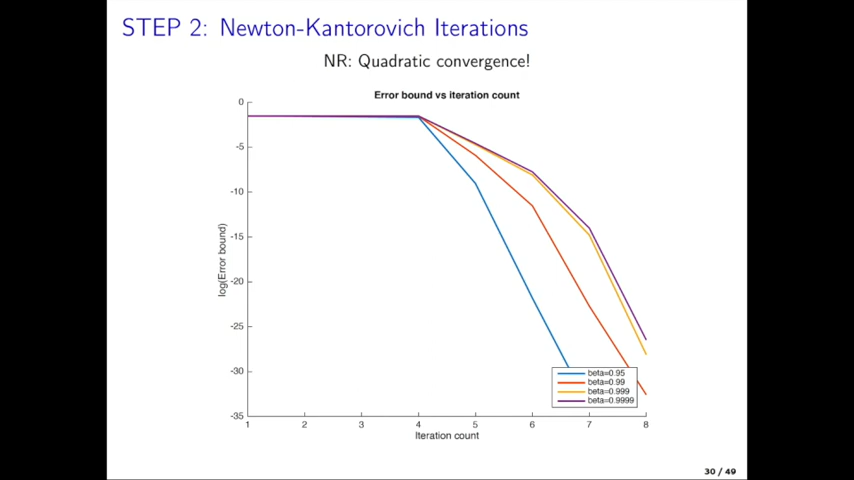 STEP 2: Newton-Kantorovich Iterations
NR: Quadratic convergence!
Error bound vs iteration count
0
-5
-10
-15
-20
-25
-30
-35
log(Error bound)
1 2 3 4 5 6 7 8
Iteration count
beta=0.95
beta=0.99
beta=0.999
beta=0.9999
30 / 49